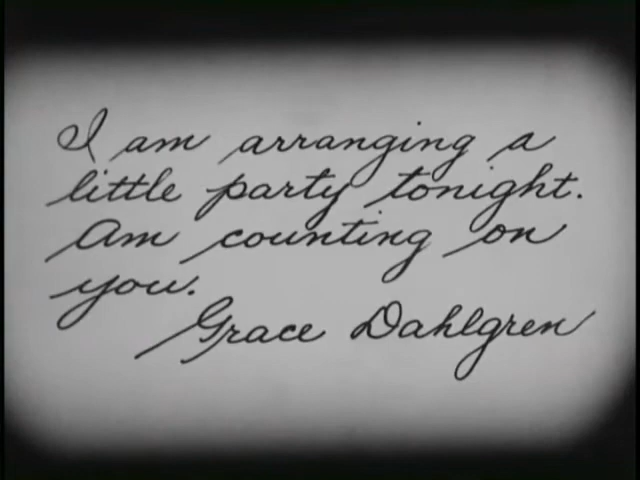 I am arranging a
little party tonight.
Am counting on
you.
Grace Dahlgren